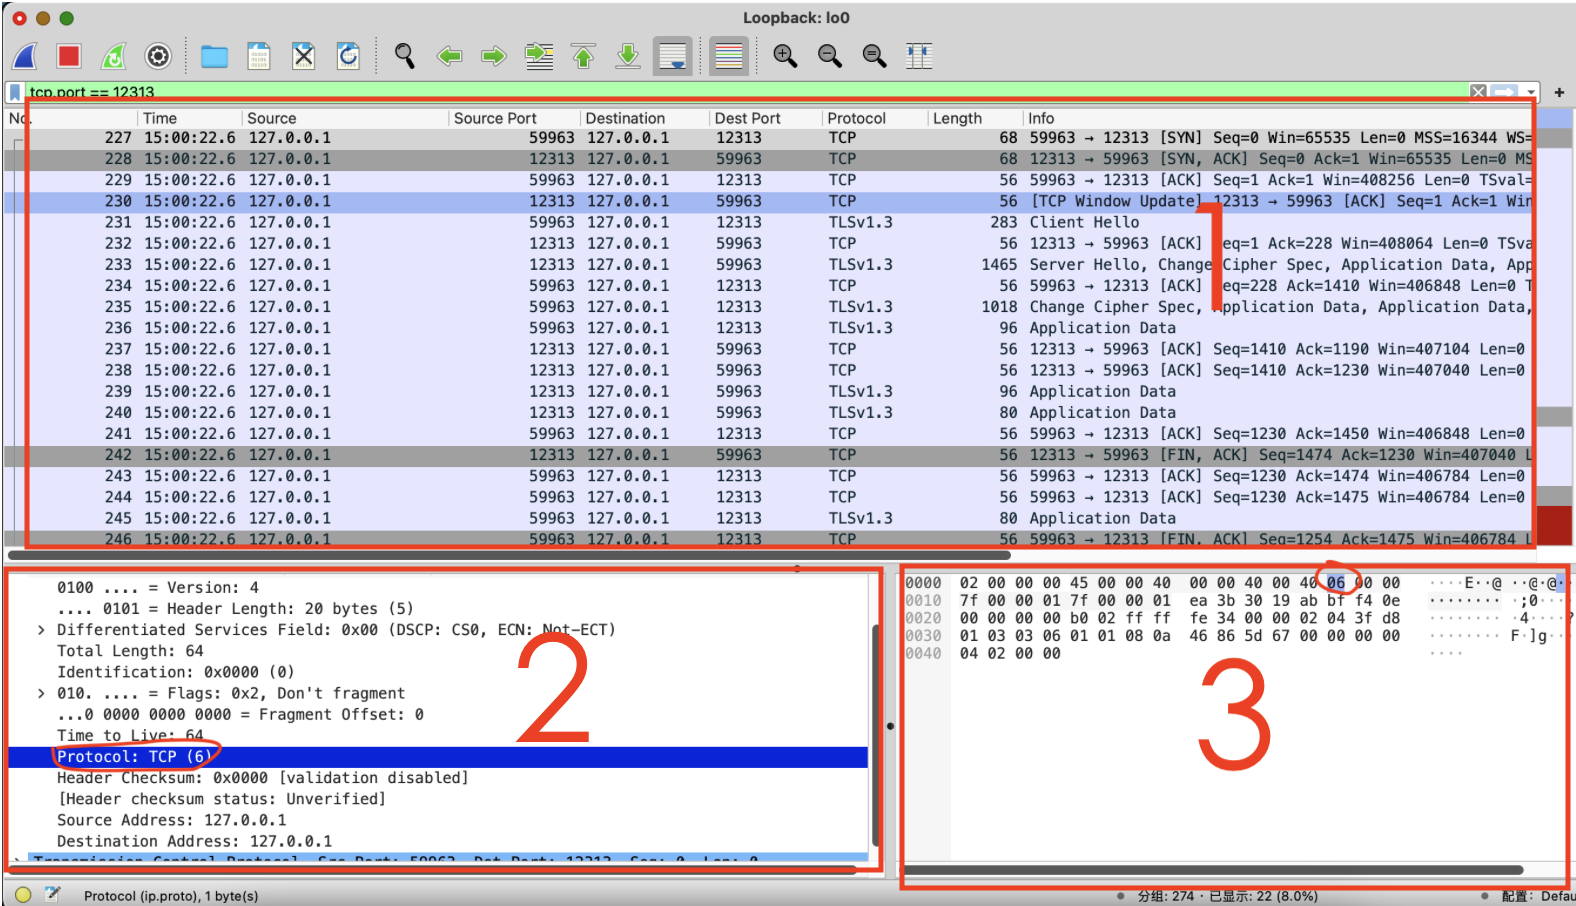 Loopback: lo0
tcp.port == 12313
No. Time Source Source Port Destination Dest Port Protocol Length Info
227 15:00:22.6 127.0.0.1 59963 127.0.0.1 12313 TCP 68 59963 → 12313 [SYN] Seq=0 Win=65535 Len=0 MSS=16344 WS=
228 15:00:22.6 127.0.0.1 12313 127.0.0.1 59963 TCP 68 12313 → 59963 [SYN, ACK] Seq=0 Ack=1 Win=65535 Len=0 MS
229 15:00:22.6 127.0.0.1 59963 127.0.0.1 12313 TCP 56 59963 → 12313 [ACK] Seq=1 Ack=1 Win=408256 Len=0 TSval=
230 15:00:22.6 127.0.0.1 12313 127.0.0.1 59963 TCP 56 [TCP Window Update] 12313 → 59963 [ACK] Seq=1 Ack=1 Win
231 15:00:22.6 127.0.0.1 59963 127.0.0.1 12313 TLSv1.3 283 Client Hello
232 15:00:22.6 127.0.0.1 12313 127.0.0.1 59963 TCP 56 12313 → 59963 [ACK] Seq=1 Ack=228 Win=408064 Len=0 TSva
233 15:00:22.6 127.0.0.1 12313 127.0.0.1 59963 TLSv1.3 1465 Server Hello, Change Cipher Spec, Application Data, App
234 15:00:22.6 127.0.0.1 59963 127.0.0.1 12313 TCP 56 59963 → 12313 [ACK] Seq=228 Ack=1410 Win=406848 Len=0 T
235 15:00:22.6 127.0.0.1 59963 127.0.0.1 12313 TLSv1.3 1018 Change Cipher Spec, Application Data, Application Data,
236 15:00:22.6 127.0.0.1 59963 127.0.0.1 12313 TLSv1.3 96 Application Data
237 15:00:22.6 127.0.0.1 12313 127.0.0.1 59963 TCP 56 12313 → 59963 [ACK] Seq=1410 Ack=1190 Win=407104 Len=0
238 15:00:22.6 127.0.0.1 12313 127.0.0.1 59963 TCP 56 12313 → 59963 [ACK] Seq=1410 Ack=1230 Win=407040 Len=0
239 15:00:22.6 127.0.0.1 12313 127.0.0.1 59963 TLSv1.3 96 Application Data
240 15:00:22.6 127.0.0.1 12313 127.0.0.1 59963 TLSv1.3 80 Application Data
241 15:00:22.6 127.0.0.1 59963 127.0.0.1 12313 TCP 56 59963 → 12313 [ACK] Seq=1230 Ack=1450 Win=406848 Len=0
242 15:00:22.6 127.0.0.1 12313 127.0.0.1 59963 TCP 56 12313 → 59963 [FIN, ACK] Seq=1474 Ack=1230 Win=407040 L
243 15:00:22.6 127.0.0.1 59963 127.0.0.1 12313 TCP 56 59963 → 12313 [ACK] Seq=1230 Ack=1474 Win=406784 Len=0
244 15:00:22.6 127.0.0.1 59963 127.0.0.1 12313 TCP 56 59963 → 12313 [ACK] Seq=1230 Ack=1475 Win=406784 Len=0
245 15:00:22.6 127.0.0.1 59963 127.0.0.1 12313 TLSv1.3 80 Application Data
246 15:00:22.6 127.0.0.1 59963 127.0.0.1 12313 TCP 56 59963 → 12313 [FIN, ACK] Seq=1254 Ack=1475 Win=406784 L
1
0100 .... = Version: 4
.... 0101 = Header Length: 20 bytes (5)
Differentiated Services Field: 0x00 (DSCP: CS0, ECN: Not-ECT)
Total Length: 64
Identification: 0x0000 (0)
010. .... = Flags: 0x2, Don't fragment
...0 0000 0000 0000 = Fragment Offset: 0
Time to Live: 64
Protocol: TCP (6)
Header Checksum: 0x0000 [validation disabled]
[Header checksum status: Unverified]
Source Address: 127.0.0.1
Destination Address: 127.0.0.1
Transmission Control Protocol, Src Port: 59963, Dst Port: 12313, Seq: 0, Len: 0
2
0000 02 00 00 00 45 00 00 40 00 00 40 00 40 06 00 00 ····E··@ ··@·@··
0010 7f 00 00 01 7f 00 00 01 ea 3b 30 19 ab bf f4 0e ········ ·;0·····
0020 00 00 00 00 b0 02 ff ff fe 34 00 00 02 04 3f d8 ········ ·4····?
0030 01 03 03 06 01 01 08 0a 46 86 5d 67 00 00 00 00 ········ F·]g····
0040 04 02 00 00 ····
3
Protocol (ip.proto), 1 byte(s)
分组: 274 · 已显示: 22 (8.0%)
配置: Defau